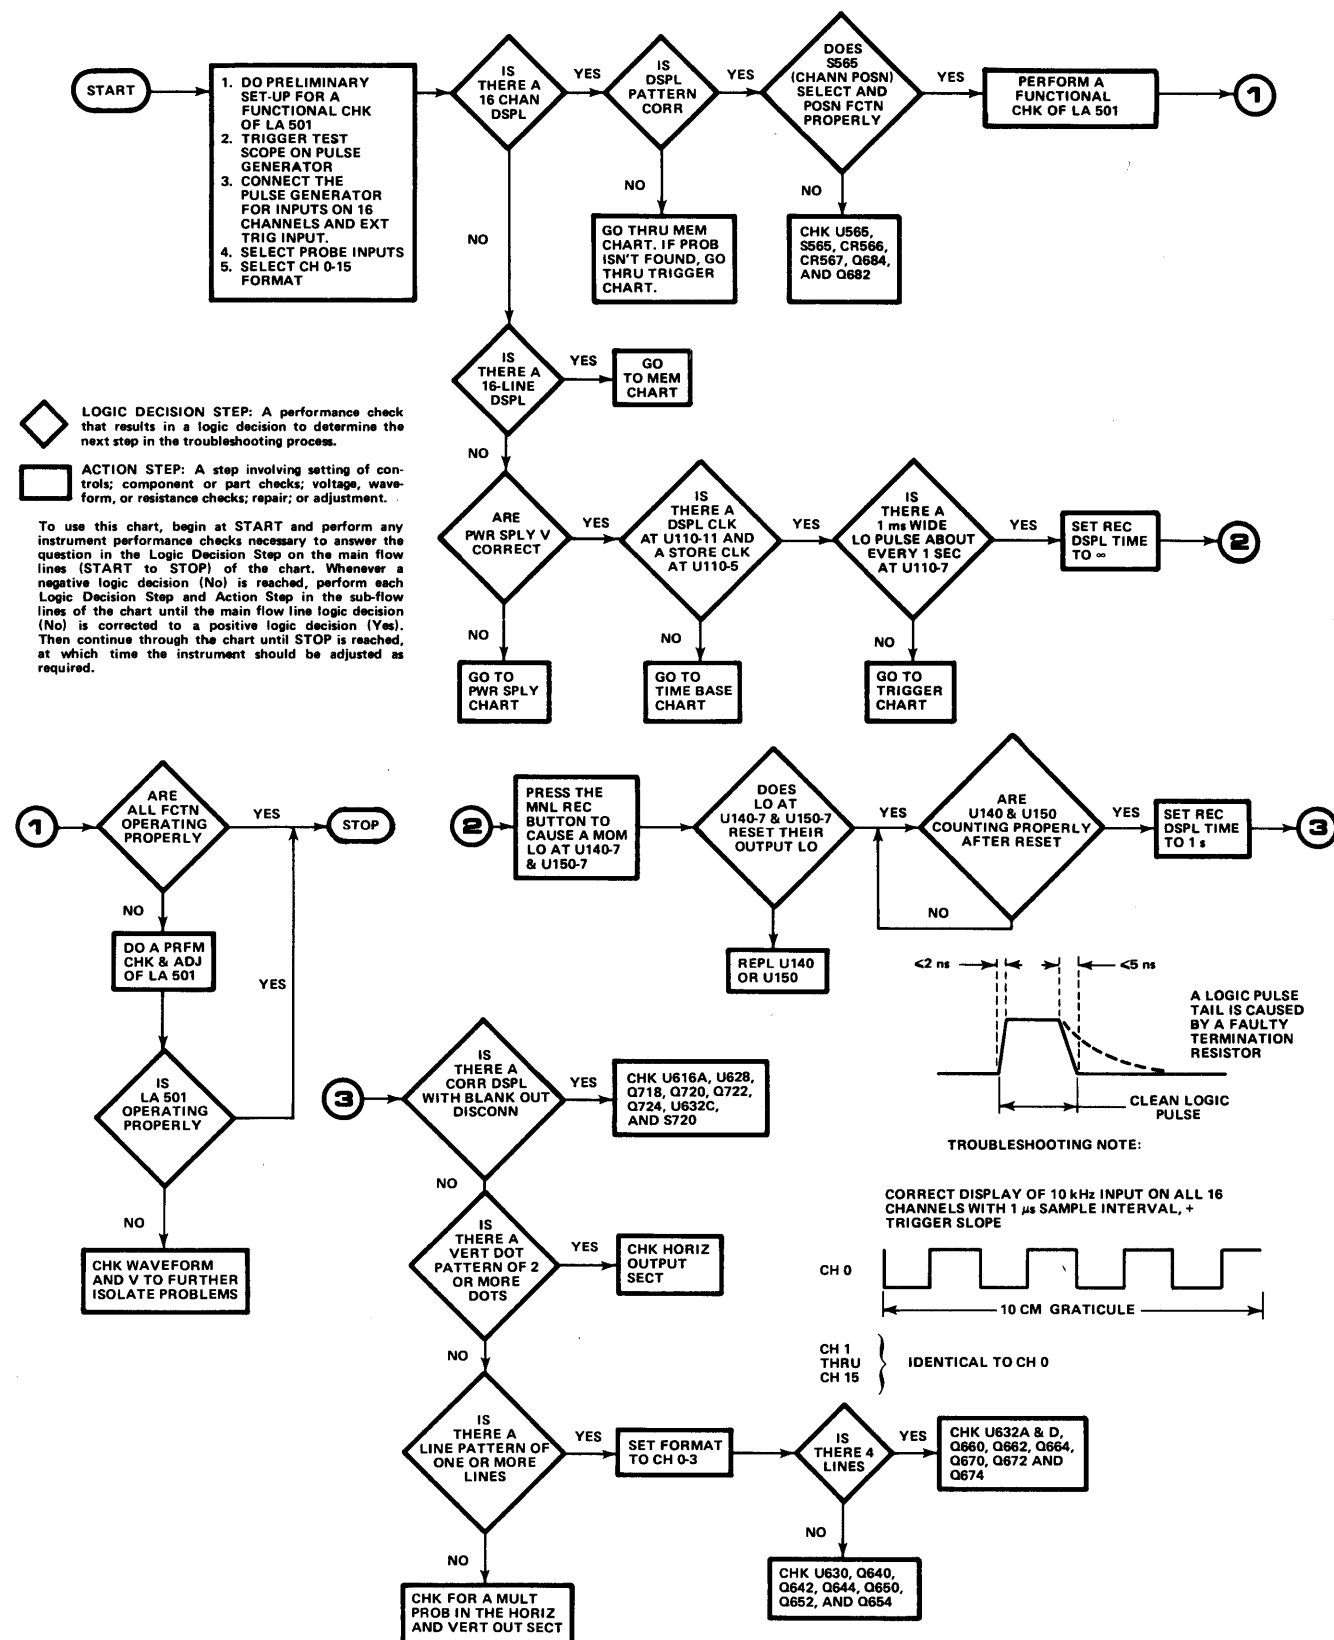 START
1. DO PRELIMINARY
SET-UP FOR A
FUNCTIONAL CHK
OF LA 501
2. TRIGGER TEST
SCOPE ON PULSE
GENERATOR
3. CONNECT THE
PULSE GENERATOR
FOR INPUTS ON 16
CHANNELS AND EXT
TRIG INPUT.
4. SELECT PROBE INPUTS
5. SELECT CH 0-15
FORMAT
IS
THERE A
16 CHAN
DSPL
YES
IS
DSPL
PATTERN
CORR
YES
DOES
S565
(CHANN POSN)
SELECT AND
POSN FCTN
PROPERLY
YES
PERFORM A
FUNCTIONAL
CHK OF LA 501
1
NO
NO
NO
GO THRU MEM
CHART. IF PROB
ISN'T FOUND, GO
THRU TRIGGER
CHART.
CHK U565,
S565, CR566,
CR567, Q684,
AND Q682
IS
THERE A
16-LINE
DSPL
YES
GO
TO MEM
CHART
NO
LOGIC DECISION STEP: A performance check
that results in a logic decision to determine the
next step in the troubleshooting process.
ACTION STEP: A step involving setting of con-
trols; component or part checks; voltage, wave-
form, or resistance checks; repair; or adjustment.
To use this chart, begin at START and perform any
instrument performance checks necessary to answer the
question in the Logic Decision Step on the main flow
lines (START to STOP) of the chart. Whenever a
negative logic decision (No) is reached, perform each
Logic Decision Step and Action Step in the sub-flow
lines of the chart until the main flow line logic decision
(No) is corrected to a positive logic decision (Yes).
Then continue through the chart until STOP is reached,
at which time the instrument should be adjusted as
required.
ARE
PWR SPLY V
CORRECT
YES
IS
THERE A
DSPL CLK
AT U110-11 AND
A STORE CLK
AT U110-5
YES
IS
THERE A
1 ms WIDE
LO PULSE ABOUT
EVERY 1 SEC
AT U110-7
YES
SET REC
DSPL TIME
TO ∞
2
NO
NO
NO
GO TO
PWR SPLY
CHART
GO TO
TIME BASE
CHART
GO TO
TRIGGER
CHART
1
ARE
ALL FCTN
OPERATING
PROPERLY
YES
STOP
NO
DO A PRFM
CHK & ADJ
OF LA 501
YES
IS
LA 501
OPERATING
PROPERLY
NO
CHK WAVEFORM
AND V TO FURTHER
ISOLATE PROBLEMS
2
PRESS THE
MNL REC
BUTTON TO
CAUSE A MOM
LO AT U140-7
& U150-7
DOES
LO AT
U140-7 & U150-7
RESET THEIR
OUTPUT LO
YES
ARE
U140 & U150
COUNTING PROPERLY
AFTER RESET
YES
SET REC
DSPL TIME
TO 1 s
3
NO
REPL U140
OR U150
≤2 ns
≤5 ns
A LOGIC PULSE
TAIL IS CAUSED
BY A FAULTY
TERMINATION
RESISTOR
CLEAN LOGIC
PULSE
TROUBLESHOOTING NOTE:
CORRECT DISPLAY OF 10 kHz INPUT ON ALL 16
CHANNELS WITH 1 μs SAMPLE INTERVAL, +
TRIGGER SLOPE
CH 0
10 CM GRATICULE
CH 1
THRU
CH 15
IDENTICAL TO CH 0
3
IS
THERE A
CORR DSPL
WITH BLANK OUT
DISCONN
YES
CHK U616A, U628,
Q718, Q720, Q722,
Q724, U632C,
AND S720
NO
IS
THERE A
VERT DOT
PATTERN OF 2
OR MORE
DOTS
YES
CHK HORIZ
OUTPUT
SECT
NO
IS
THERE A
LINE PATTERN OF
ONE OR MORE
LINES
YES
SET FORMAT
TO CH 0-3
IS
THERE 4
LINES
YES
CHK U632A & D,
Q660, Q662, Q664,
Q670, Q672 AND
Q674
NO
NO
CHK FOR A MULT
PROB IN THE HORIZ
AND VERT OUT SECT
CHK U630, Q640,
Q642, Q644, Q650,
Q652, AND Q654